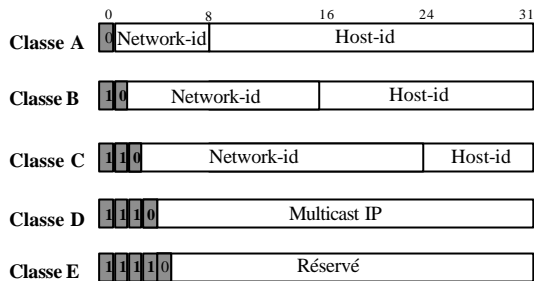 0 8 16 24 31
Classe A 0 Network-id Host-id
Classe B 1 0 Network-id Host-id
Classe C 1 1 0 Network-id Host-id
Classe D 1 1 1 0 Multicast IP
Classe E 1 1 1 1 0 Réservé